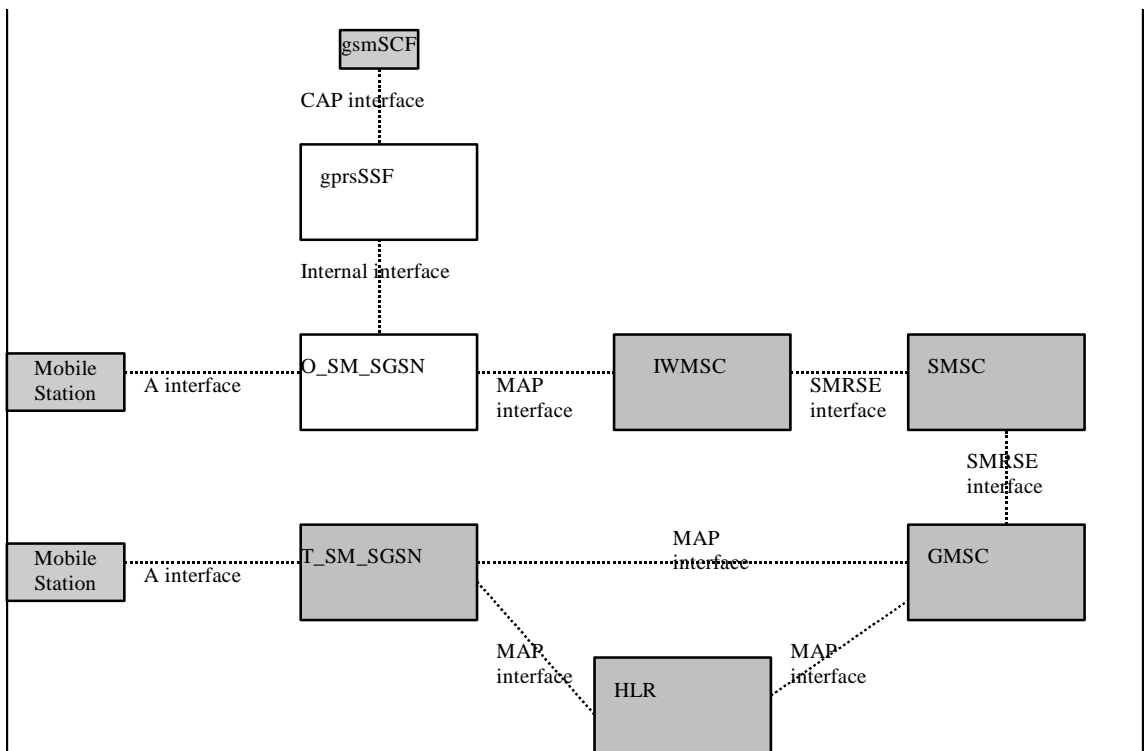 gsmSCF
CAP interface
gprsSSF
Internal interface
Mobile
Station
A interface
O_SM_SGSN
MAP
interface
IWMSC
SMRSE
interface
SMSC
SMRSE
interface
Mobile
Station
A interface
T_SM_SGSN
MAP
interface
GMSC
MAP
interface
HLR
MAP
interface